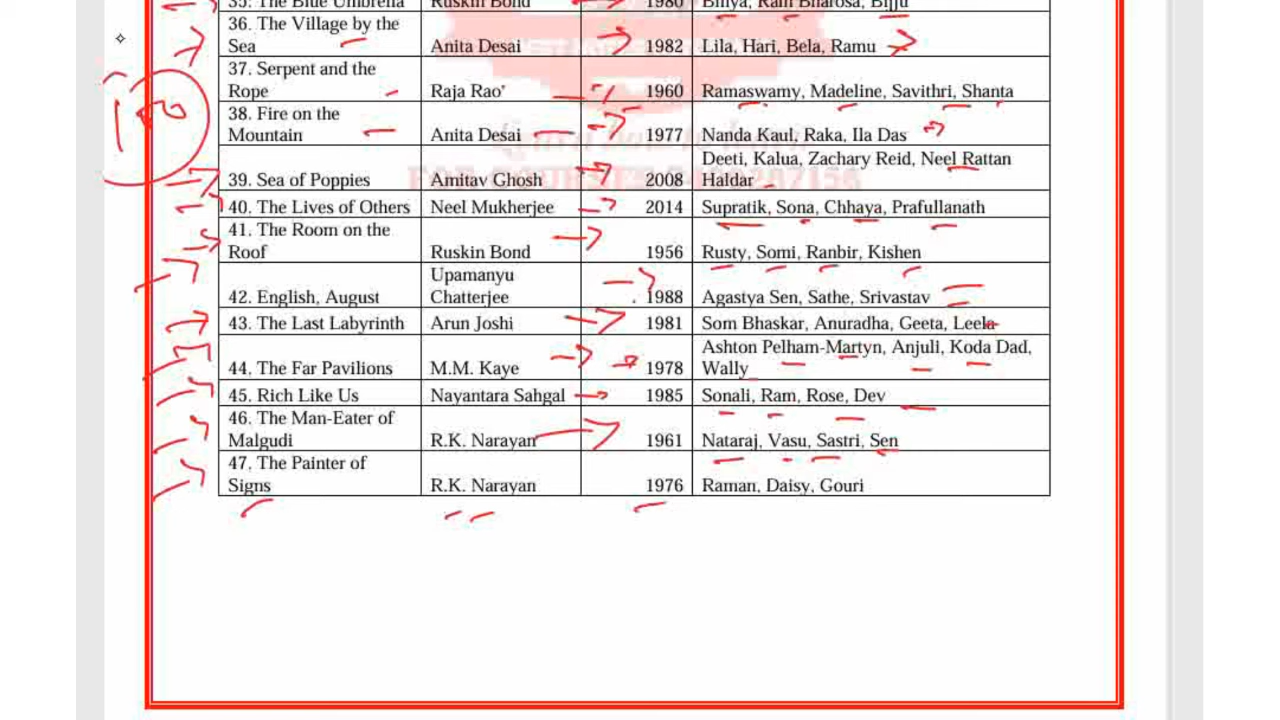 35. The Blue Umbrella Ruskin Bond 1980 Binya, Ram Bharosa, Bijju
36. The Village by the
Sea Anita Desai 1982 Lila, Hari, Bela, Ramu
37. Serpent and the
Rope Raja Rao 1960 Ramaswamy, Madeline, Savithri, Shanta
38. Fire on the
Mountain Anita Desai 1977 Nanda Kaul, Raka, Ila Das
39. Sea of Poppies Amitav Ghosh 2008 Deeti, Kalua, Zachary Reid, Neel Rattan
Haldar
40. The Lives of Others Neel Mukherjee 2014 Supratik, Sona, Chhaya, Prafullanath
41. The Room on the
Roof Ruskin Bond 1956 Rusty, Somi, Ranbir, Kishen
42. English, August Upamanyu
Chatterjee 1988 Agastya Sen, Sathe, Srivastav
43. The Last Labyrinth Arun Joshi 1981 Som Bhaskar, Anuradha, Geeta, Leela
44. The Far Pavilions M.M. Kaye 1978 Ashton Pelham-Martyn, Anjuli, Koda Dad,
Wally
45. Rich Like Us Nayantara Sahgal 1985 Sonali, Ram, Rose, Dev
46. The Man-Eater of
Malgudi R.K. Narayan 1961 Nataraj, Vasu, Sastri, Sen
47. The Painter of
Signs R.K. Narayan 1976 Raman, Daisy, Gouri